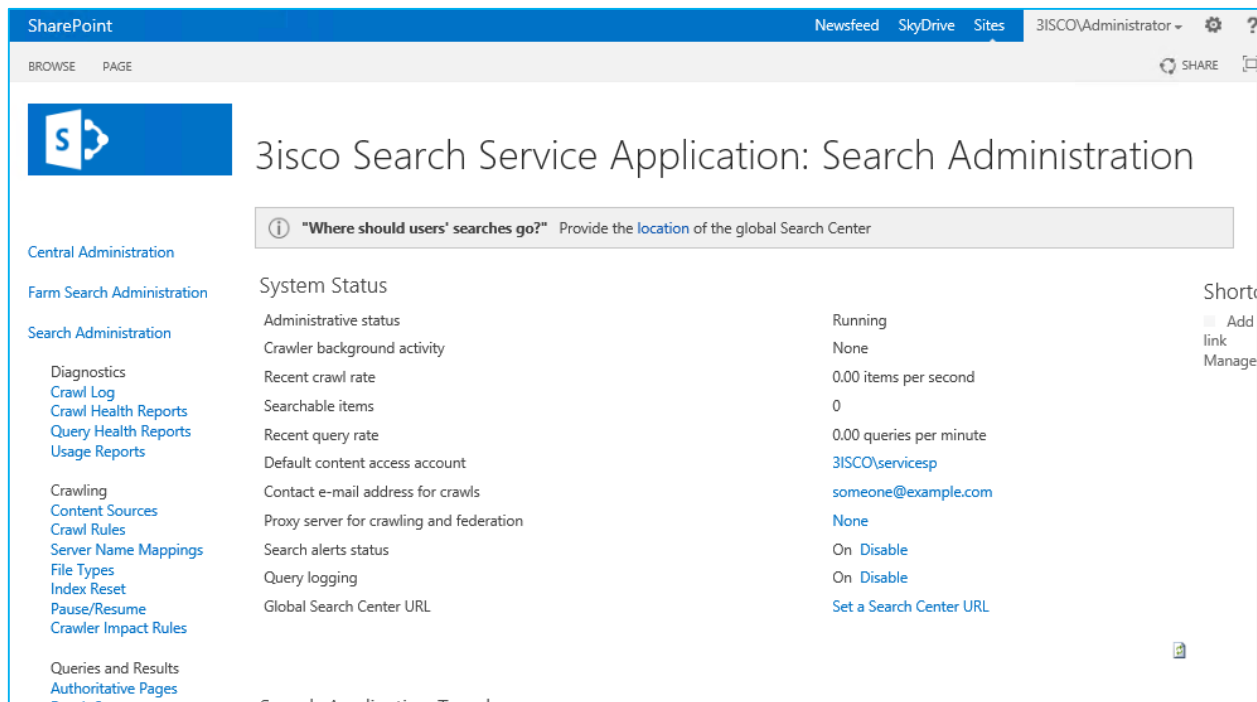 SharePoint Newsfeed SkyDrive Sites 3ISCO\Administrator ?
BROWSE PAGE SHARE
S
3isco Search Service Application: Search Administration
"Where should users' searches go?" Provide the location of the global Search Center
Central Administration
Farm Search Administration
Search Administration
Diagnostics
Crawl Log
Crawl Health Reports
Query Health Reports
Usage Reports
Crawling
Content Sources
Crawl Rules
Server Name Mappings
File Types
Index Reset
Pause/Resume
Crawler Impact Rules
Queries and Results
Authoritative Pages
System Status
Administrative status Running
Crawler background activity None
Recent crawl rate 0.00 items per second
Searchable items 0
Recent query rate 0.00 queries per minute
Default content access account 3ISCO\servicesp
Contact e-mail address for crawls someone@example.com
Proxy server for crawling and federation None
Search alerts status On Disable
Query logging On Disable
Global Search Center URL Set a Search Center URL
Add
link
Manage